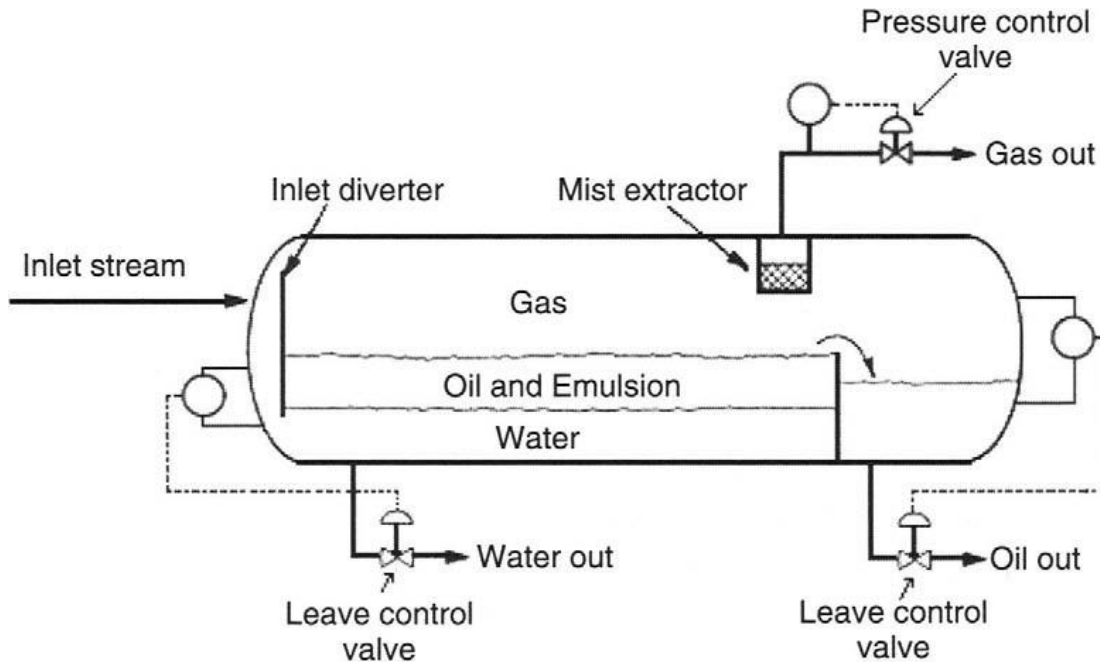 Pressure control
valve
Gas out
Inlet diverter
Mist extractor
Inlet stream
Gas
Oil and Emulsion
Water
Water out
Oil out
Leave control
valve
Leave control
valve